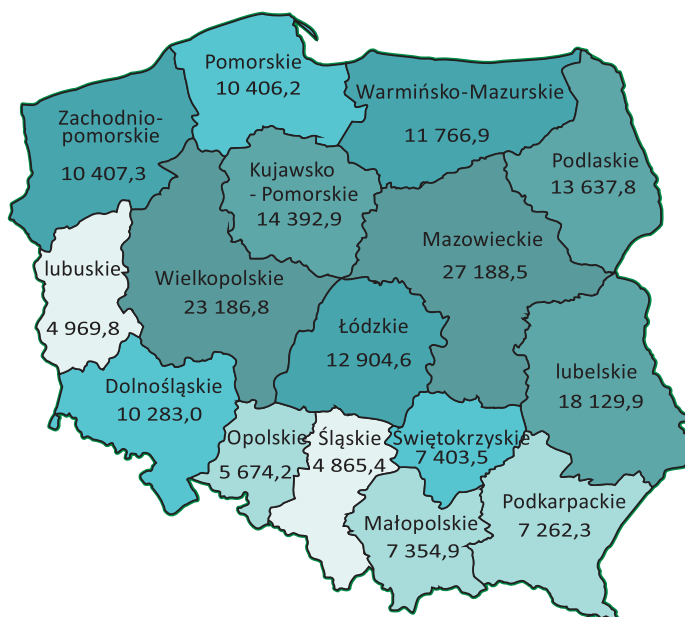 Pomorskie
10 406,2
Warmińsko-Mazurskie
11 766,9
Zachodnio-
pomorskie
10 407,3
Podlaskie
13 637,8
Kujawsko
- Pomorskie
14 392,9
Mazowieckie
27 188,5
lubuskie
4 969,8
Wielkopolskie
23 186,8
Łódzkie
12 904,6
lubelskie
18 129,9
Dolnośląskie
10 283,0
Opolskie
5 674,2
Śląskie
4 865,4
Świętokrzyskie
7 403,5
Podkarpackie
7 262,3
Małopolskie
7 354,9